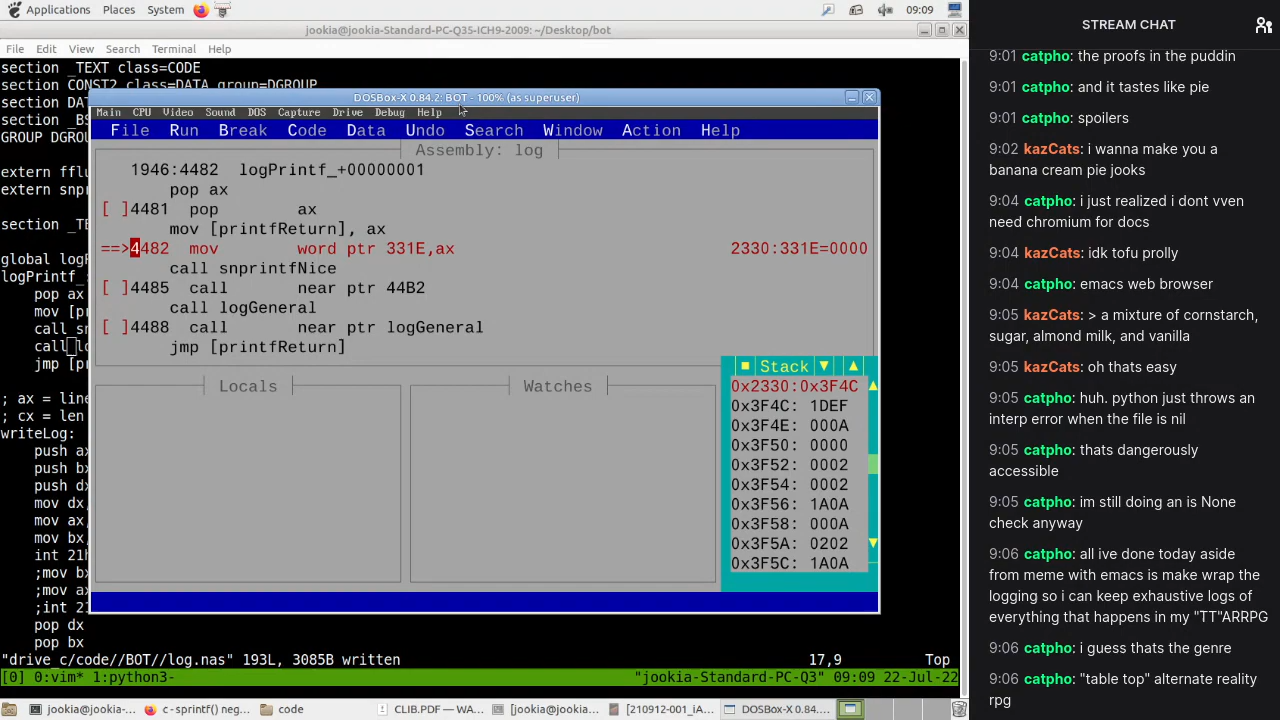 Applications Places System 09:09
jookia@jookia-Standard-PC-Q35-ICH9-2009: ~/Desktop/bot
File Edit View Search Terminal Help
section _TEXT class=CODE
section CONST2 class=DATA group=DGROUP
section DAT
section _BS
GROUP DGROU
extern fflu
extern snpr
section _TE
global logP
logPrintf_:
pop ax
mov [pr
call sn
call lo
jmp [pr
; ax = line
; cx = len
writeLog:
push ax
push bx
push dx
mov dx,
mov ax,
mov bx,
int 21h
;mov bx
;mov ax
;int 21
pop dx
pop bx
"drive_c/code//BOT//log.nas" 193L, 3085B written 17,9 Top
[0] 0:vim* 1:python3- "jookia-Standard-PC-Q3" 09:09 22-Jul-22
DOSBox-X 0.84.2: BOT - 100% (as superuser)
Main CPU Video Sound DOS Capture Drive Debug Help
File Run Break Code Data Undo Search Window Action Help
Assembly: log
1946:4482 logPrintf_+00000001
pop ax
[ ]4481 pop ax
mov [printfReturn], ax
==>4482 mov word ptr 331E,ax 2330:331E=0000
call snprintfNice
[ ]4485 call near ptr 44B2
call logGeneral
[ ]4488 call near ptr logGeneral
jmp [printfReturn]
Locals
Watches
Stack
0x2330:0x3F4C
0x3F4C: 1DEF
0x3F4E: 000A
0x3F50: 0000
0x3F52: 0002
0x3F54: 0002
0x3F56: 1A0A
0x3F58: 000A
0x3F5A: 0202
0x3F5C: 1A0A
jookia@jookia-... c - sprintf() neg... code CLIB.PDF — WA... [jookia@jookia-... [210912-001_iA... DOSBox-X 0.84....
STREAM CHAT
9:01 catpho: the proofs in the puddin
9:01 catpho: and it tastes like pie
9:01 catpho: spoilers
9:02 kazCats: i wanna make you a
banana cream pie jooks
9:04 catpho: i just realized i dont vven
need chromium for docs
9:04 kazCats: idk tofu prolly
9:04 catpho: emacs web browser
9:05 kazCats: > a mixture of cornstarch,
sugar, almond milk, and vanilla
9:05 kazCats: oh thats easy
9:05 catpho: huh. python just throws an
interp error when the file is nil
9:05 catpho: thats dangerously
accessible
9:05 catpho: im still doing an is None
check anyway
9:06 catpho: all ive done today aside
from meme with emacs is make wrap the
logging so i can keep exhaustive logs of
everything that happens in my "TT"ARRPG
9:06 catpho: i guess thats the genre
9:06 catpho: "table top" alternate reality
rpg